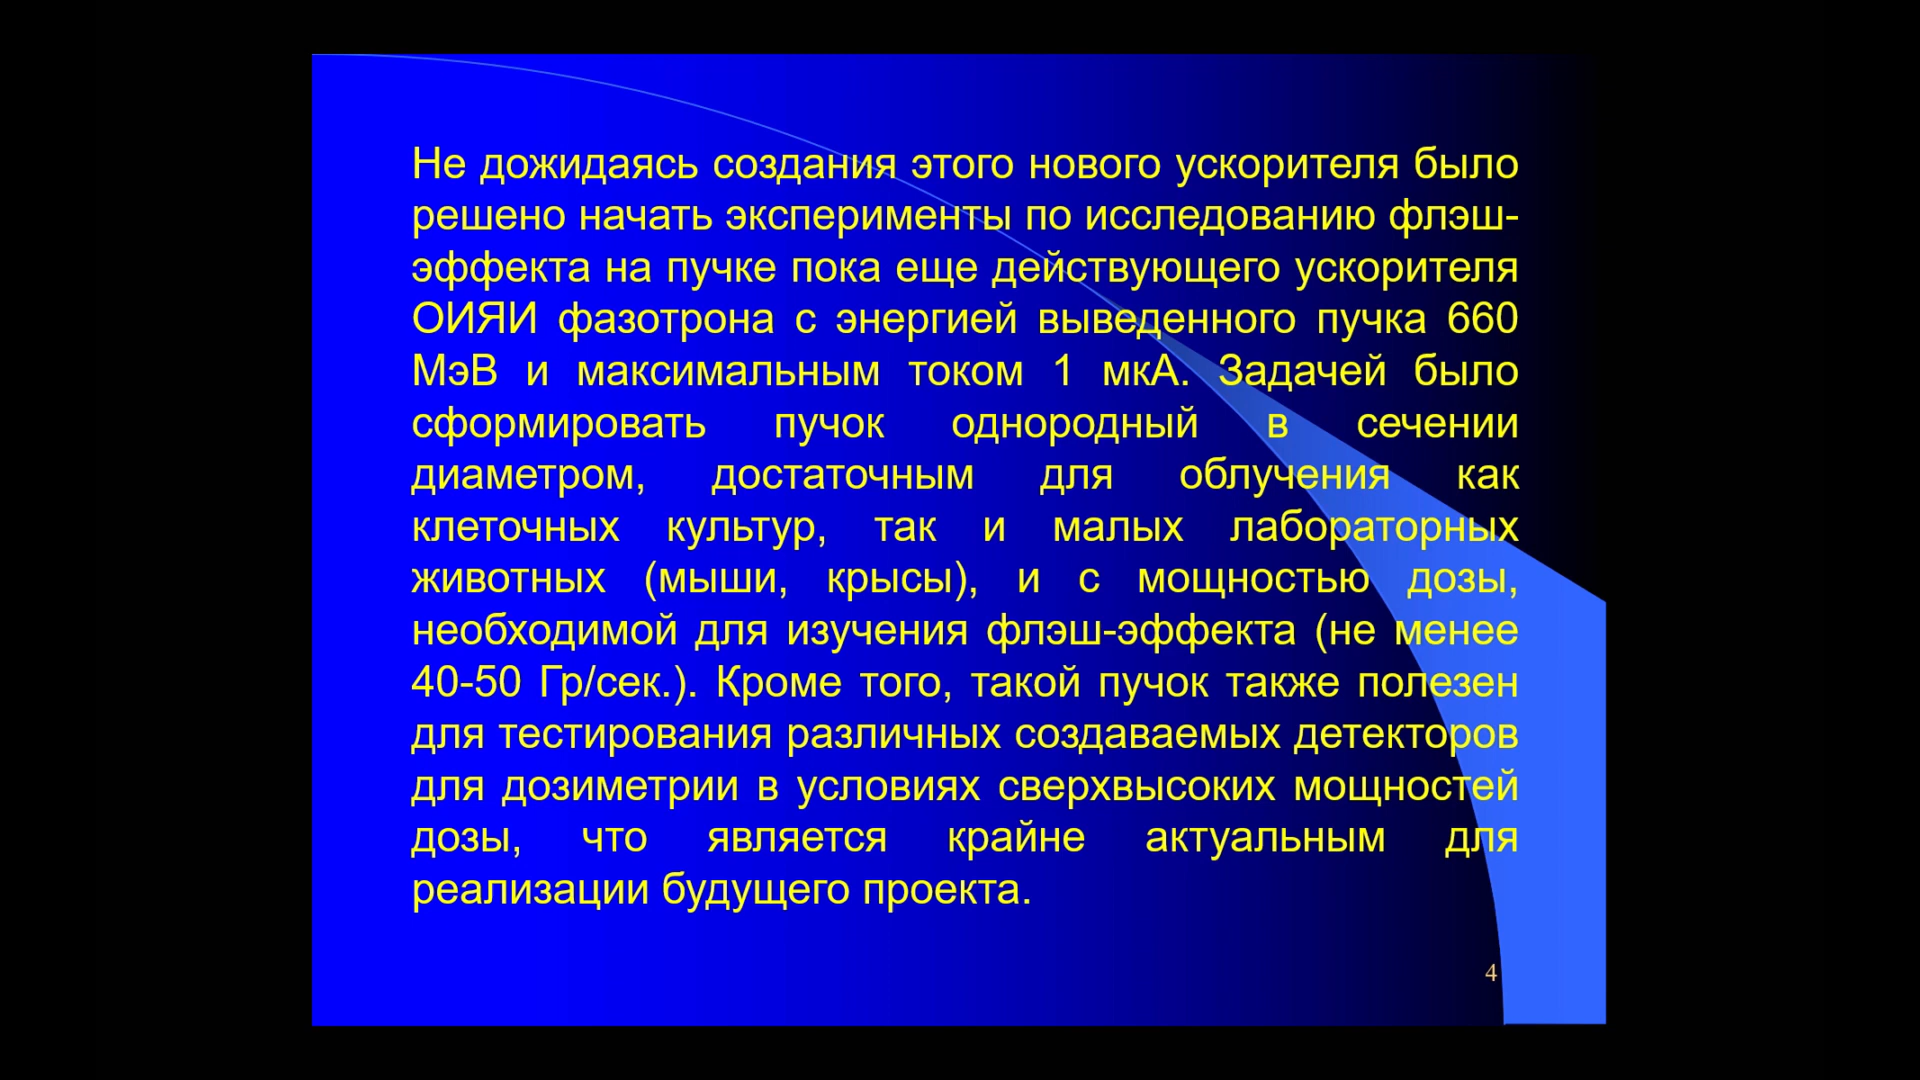 Не дожидаясь создания этого нового ускорителя было
решено начать эксперименты по исследованию флэш-
эффекта на пучке пока еще действующего ускорителя
ОИЯИ фазотрона с энергией выведенного пучка 660
МэВ и максимальным током 1 мкА. Задачей было
сформировать пучок однородный в сечении
диаметром, достаточным для облучения как
клеточных культур, так и малых лабораторных
животных (мыши, крысы), и с мощностью дозы,
необходимой для изучения флэш-эффекта (не менее
40-50 Гр/сек.). Кроме того, такой пучок также полезен
для тестирования различных создаваемых детекторов
для дозиметрии в условиях сверхвысоких мощностей
дозы, что является крайне актуальным для
реализации будущего проекта.
4